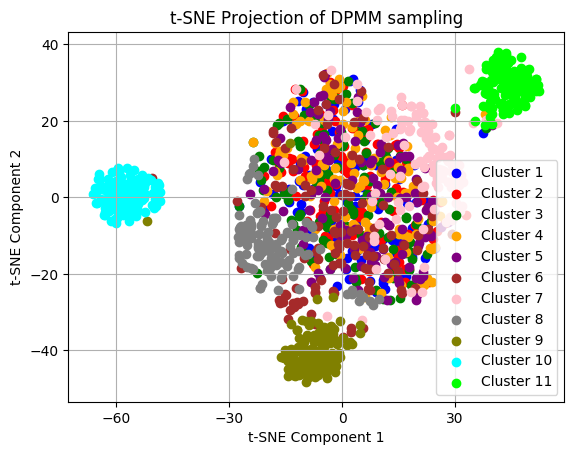 t-SNE Projection of DPMM sampling
t-SNE Component 2
40
20
0
−20
−40
−60
−30
0
30
t-SNE Component 1
Cluster 1
Cluster 2
Cluster 3
Cluster 4
Cluster 5
Cluster 6
Cluster 7
Cluster 8
Cluster 9
Cluster 10
Cluster 11